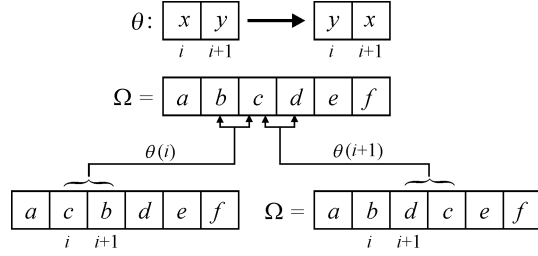 θ: x y y x
i i+1 i i+1
Ω = a b c d e f
θ(i) θ(i+1)
a c b d e f Ω = a b d c e f
i i+1 i i+1